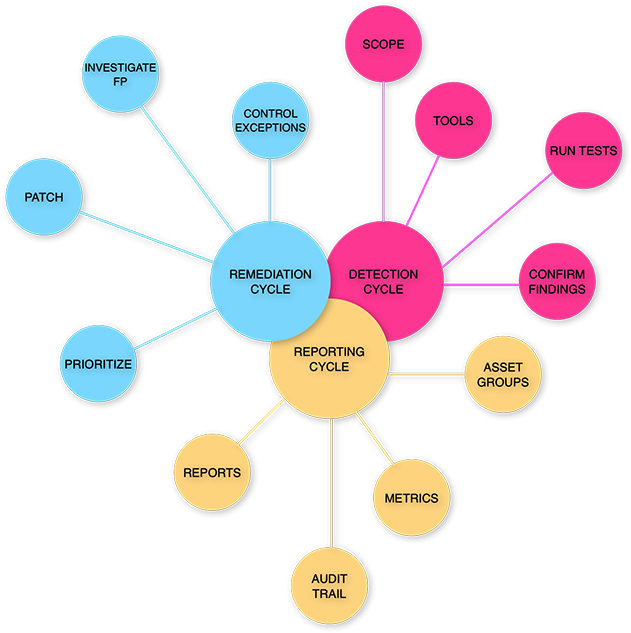 SCOPE
INVESTIGATE
FP
CONTROL
EXCEPTIONS
TOOLS
RUN TESTS
PATCH
REMEDIATION
CYCLE
DETECTION
CYCLE
CONFIRM
FINDINGS
REPORTING
CYCLE
PRIORITIZE
ASSET
GROUPS
REPORTS
METRICS
AUDIT
TRAIL